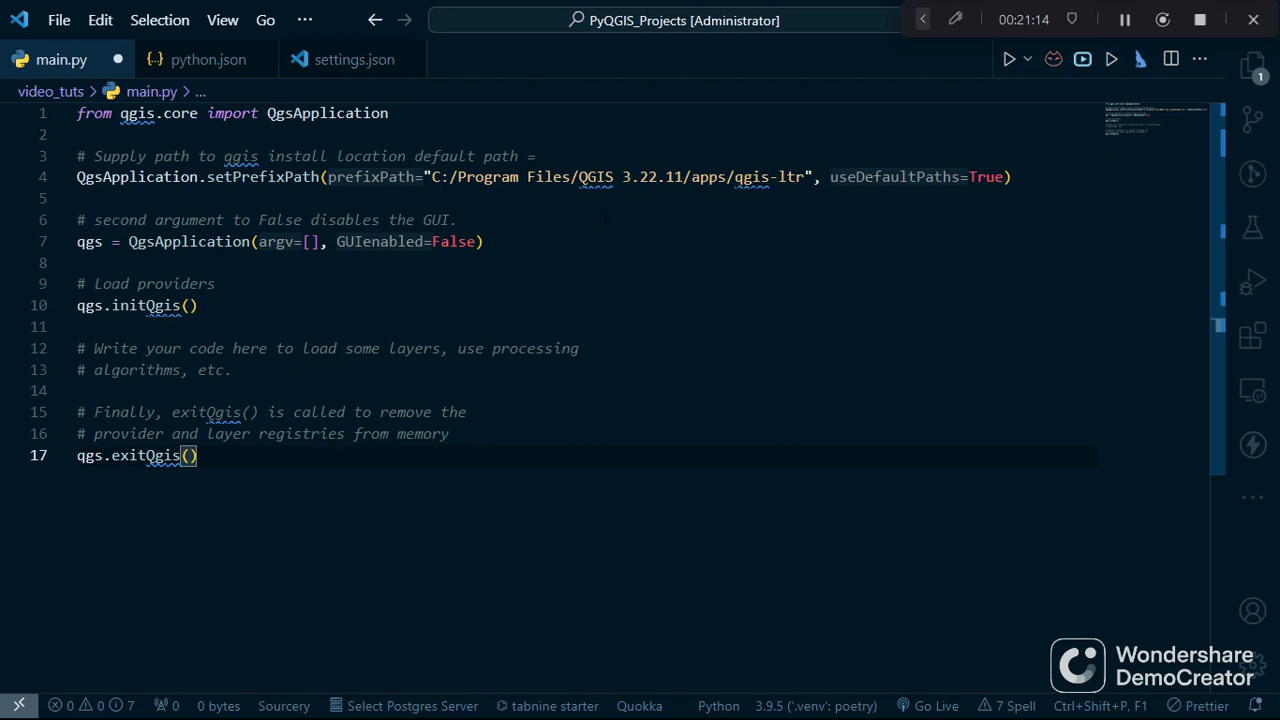 File Edit Selection View Go ··· PyQGIS_Projects [Administrator] 00:21:14
main.py python.json settings.json
video_tuts > main.py > ...
1 from qgis.core import QgsApplication
2
3 # Supply path to qgis install location default path =
4 QgsApplication.setPrefixPath(prefixPath="C:/Program Files/QGIS 3.22.11/apps/qgis-ltr", useDefaultPaths=True)
5
6 # second argument to False disables the GUI.
7 qgs = QgsApplication(argv=[], GUIenabled=False)
8
9 # Load providers
10 qgs.initQgis()
11
12 # Write your code here to load some layers, use processing
13 # algorithms, etc.
14
15 # Finally, exitQgis() is called to remove the
16 # provider and layer registries from memory
17 qgs.exitQgis()
1
Wondershare
DemoCreator
0 0 7 0 0 bytes Sourcery Select Postgres Server tabnine starter Quokka Python 3.9.5 ('.venv': poetry) Go Live 7 Spell Ctrl+Shift+P, F1 Prettier